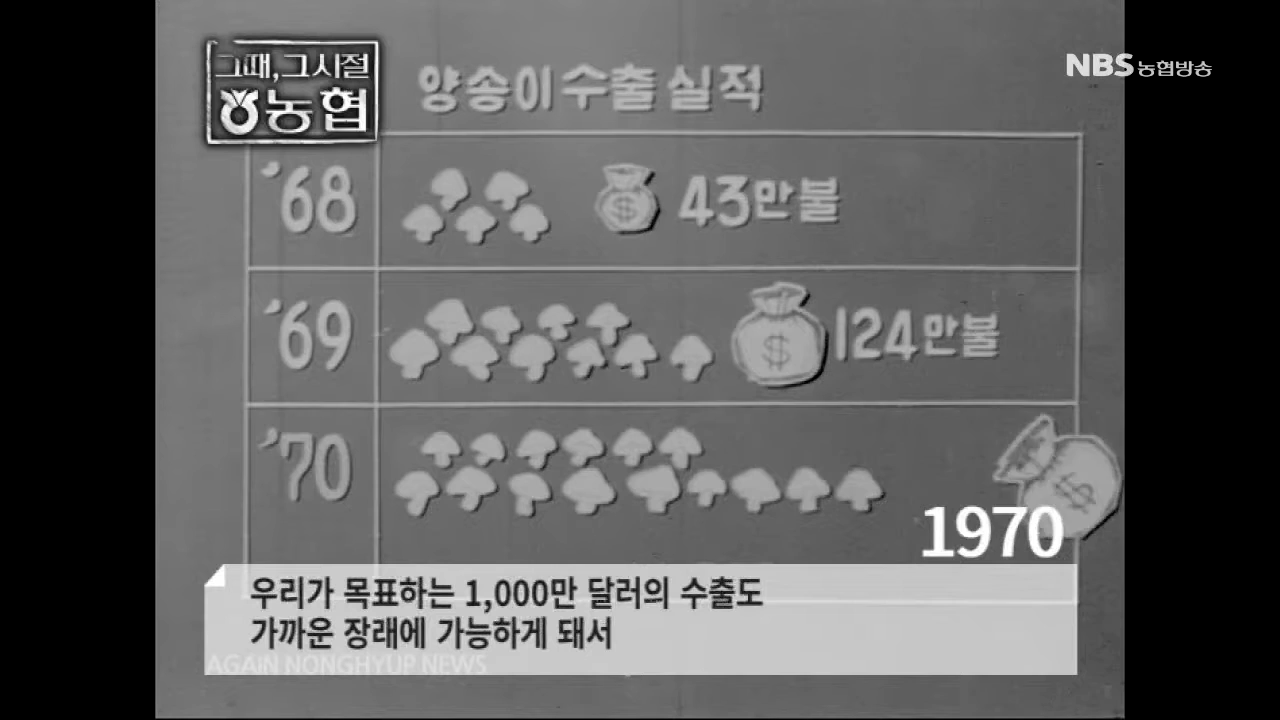 그때,그시절
농협
NBS농협방송
양송이 수출 실적
'68
43만불
'69
124만불
'70
1970
우리가 목표하는 1,000만 달러의 수출도
가까운 장래에 가능하게 돼서
AGAIN NONGHYUP NEWS